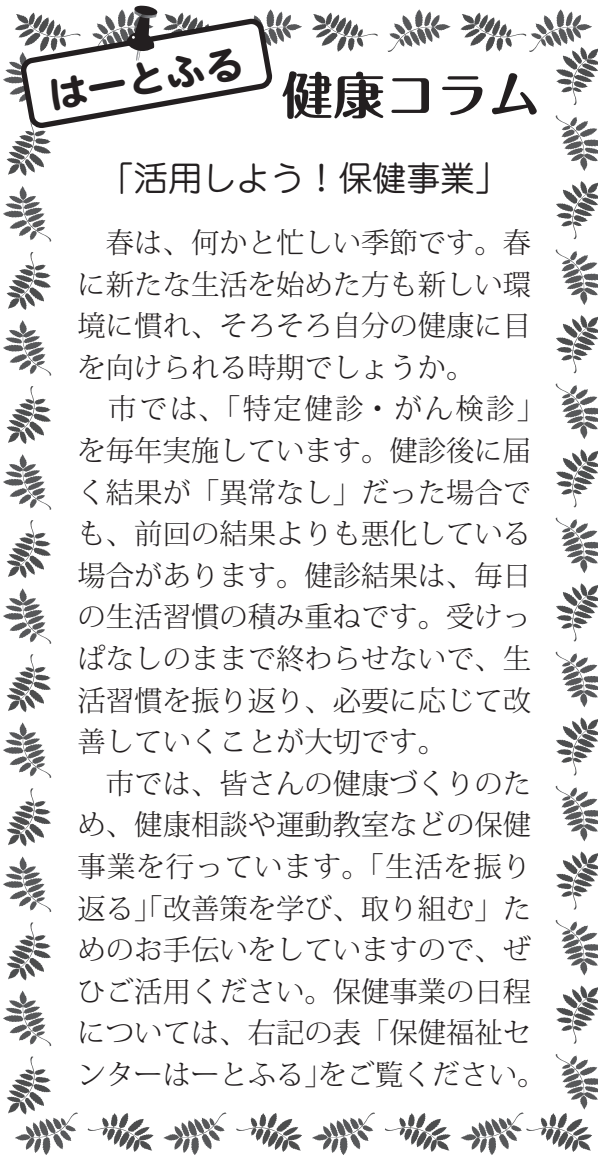 はーとふる
健康コラム
「活用しよう！保健事業」
　春は、何かと忙しい季節です。春
に新たな生活を始めた方も新しい環
境に慣れ、そろそろ自分の健康に目
を向けられる時期でしょうか。
　市では、「特定健診・がん検診」
を毎年実施しています。健診後に届
く結果が「異常なし」だった場合で
も、前回の結果よりも悪化している
場合があります。健診結果は、毎日
の生活習慣の積み重ねです。受けっ
ぱなしのままで終わらせないで、生
活習慣を振り返り、必要に応じて改
善していくことが大切です。
　市では、皆さんの健康づくりのた
め、健康相談や運動教室などの保健
事業を行っています。「生活を振り
返る」「改善策を学び、取り組む」た
めのお手伝いをしていますので、ぜ
ひご活用ください。保健事業の日程
については、右記の表「保健福祉セ
ンターはーとふる」をご覧ください。